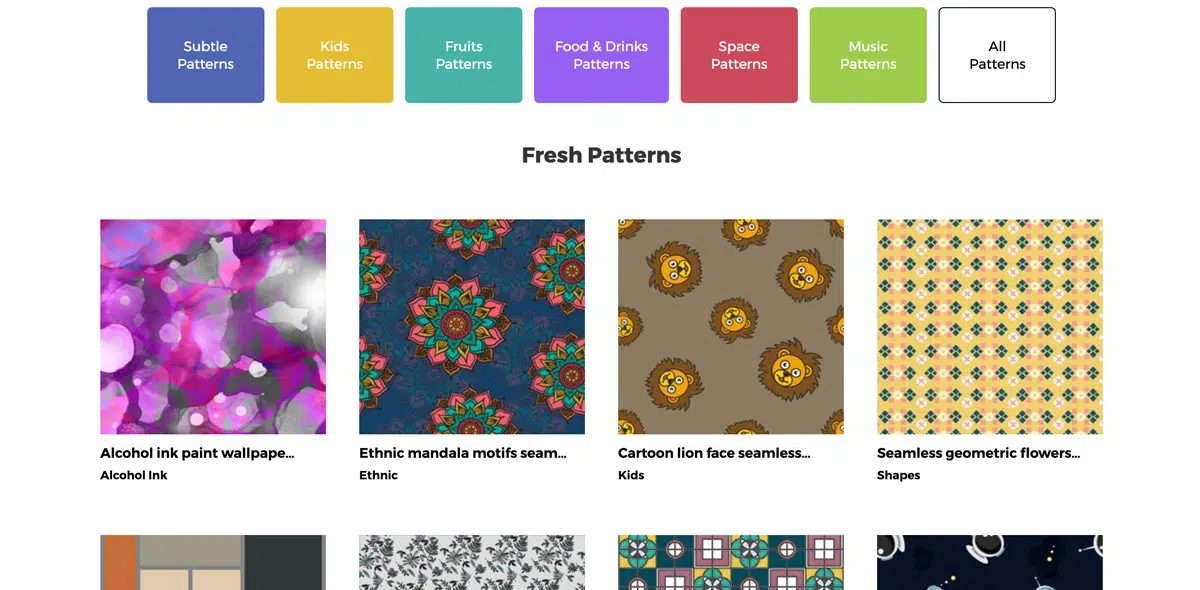 Subtle
Patterns
Kids
Patterns
Fruits
Patterns
Food & Drinks
Patterns
Space
Patterns
Music
Patterns
All
Patterns
Fresh Patterns
Alcohol ink paint wallpape...
Alcohol Ink
Ethnic mandala motifs seam...
Ethnic
Cartoon lion face seamless...
Kids
Seamless geometric flowers...
Shapes